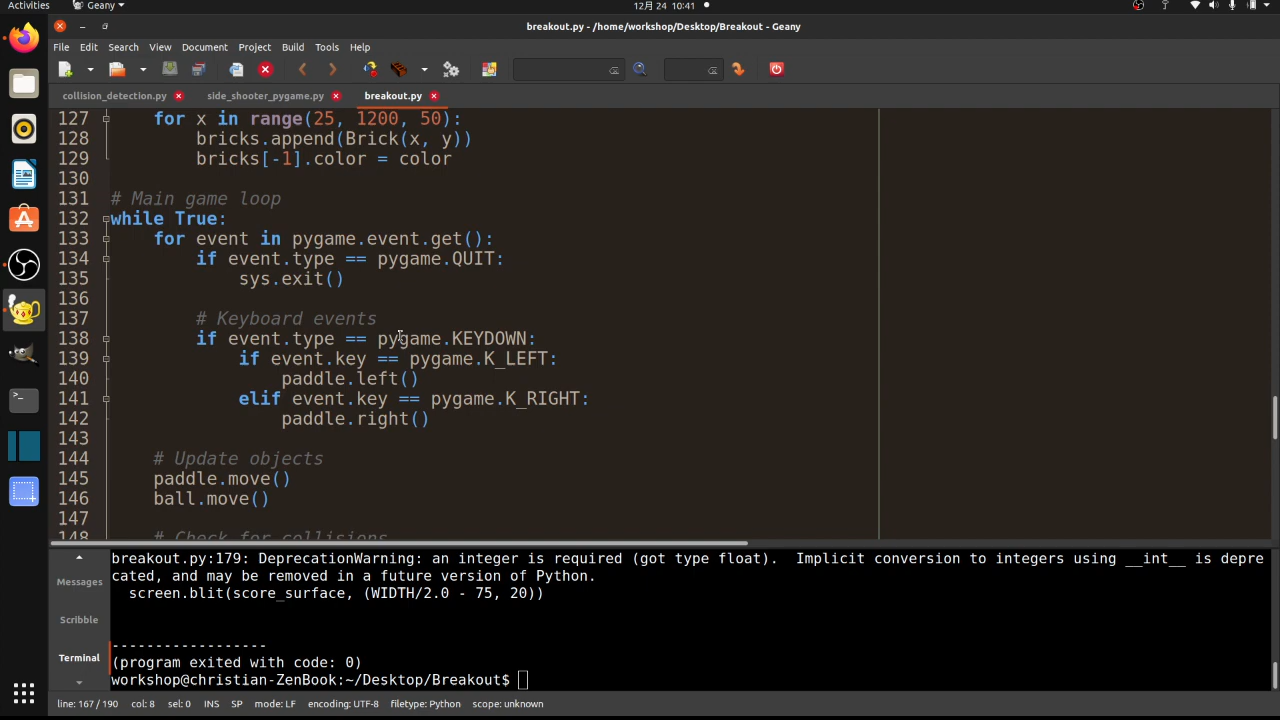 Activities
Geany
12月 24 10:41
breakout.py - /home/workshop/Desktop/Breakout - Geany
File Edit Search View Document Project Build Tools Help
collision_detection.py side_shooter_pygame.py breakout.py
127 for x in range(25, 1200, 50):
128 bricks.append(Brick(x, y))
129 bricks[-1].color = color
130
131 # Main game loop
132 while True:
133 for event in pygame.event.get():
134 if event.type == pygame.QUIT:
135 sys.exit()
136
137 # Keyboard events
138 if event.type == pygame.KEYDOWN:
139 if event.key == pygame.K_LEFT:
140 paddle.left()
141 elif event.key == pygame.K_RIGHT:
142 paddle.right()
143
144 # Update objects
145 paddle.move()
146 ball.move()
147
148 # Check for collisions
Messages
Scribble
Terminal
breakout.py:179: DeprecationWarning: an integer is required (got type float).  Implicit conversion to integers using __int__ is depre
cated, and may be removed in a future version of Python.
screen.blit(score_surface, (WIDTH/2.0 - 75, 20))
------------------
(program exited with code: 0)
workshop@christian-ZenBook:~/Desktop/Breakout$
line: 167 / 190 col: 8 sel: 0 INS SP mode: LF encoding: UTF-8 filetype: Python scope: unknown